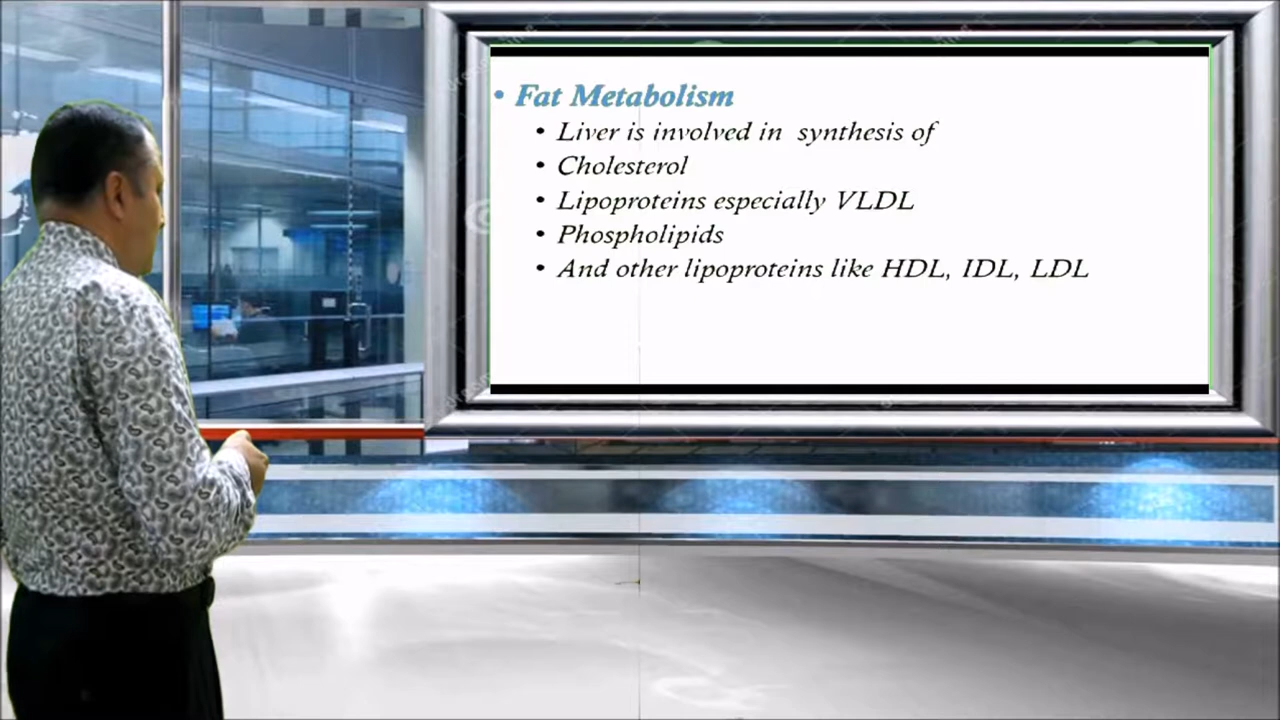 • Fat Metabolism
• Liver is involved in synthesis of
• Cholesterol
• Lipoproteins especially VLDL
• Phospholipids
• And other lipoproteins like HDL, IDL, LDL